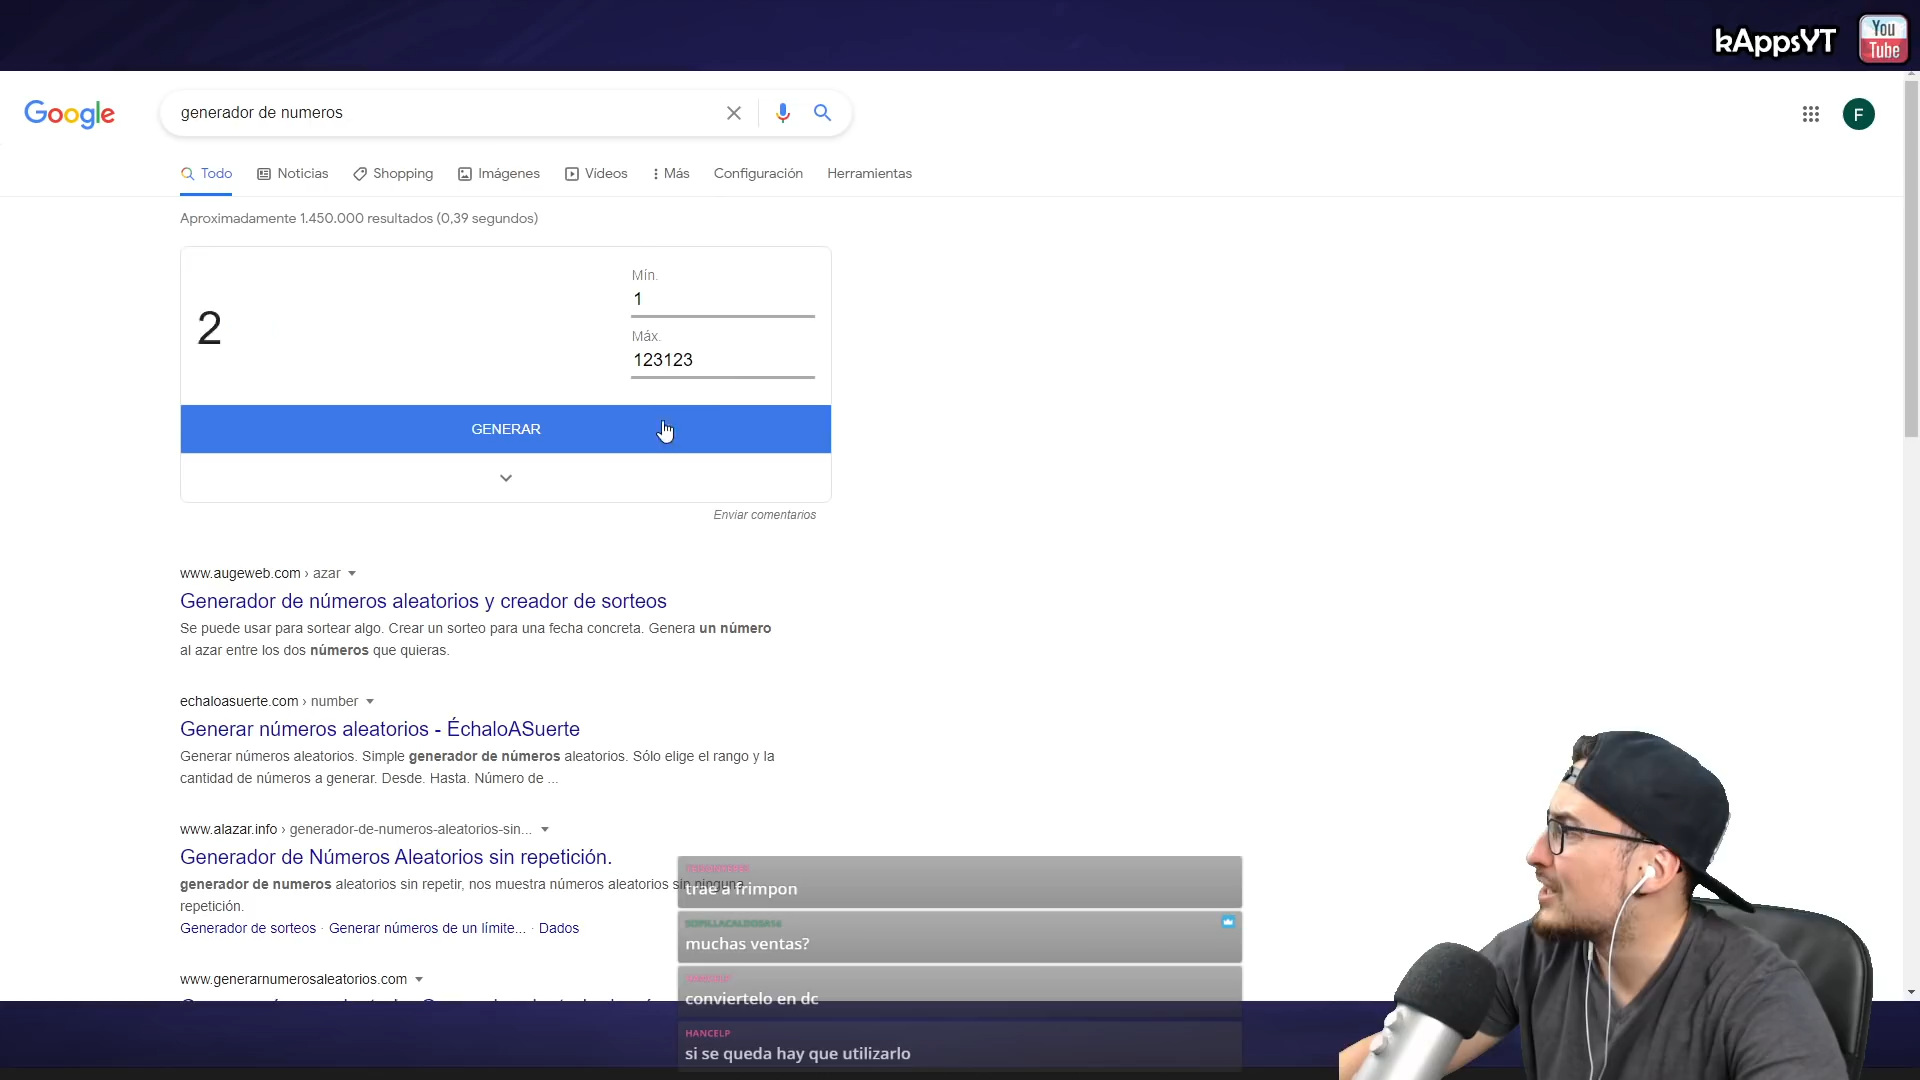 kAppsYT
You
Tube
Google
generador de numeros
F
Todo
Noticias
Shopping
Imágenes
Vídeos
Más
Configuración
Herramientas
Aproximadamente 1.450.000 resultados (0,39 segundos)
2
Mín.
1
Máx.
123123
GENERAR
Enviar comentarios
www.augeweb.com › azar
Generador de números aleatorios y creador de sorteos
Se puede usar para sortear algo. Crear un sorteo para una fecha concreta. Genera un número
al azar entre los dos números que quieras.
echaloasuerte.com › number
Generar números aleatorios - ÉchaloASuerte
Generar números aleatorios. Simple generador de números aleatorios. Sólo elige el rango y la
cantidad de números a generar. Desde. Hasta. Número de ...
www.alazar.info › generador-de-numeros-aleatorios-sin...
Generador de Números Aleatorios sin repetición.
generador de numeros aleatorios sin repetir, nos muestra números aleatorios sin ninguna
repetición.
Generador de sorteos · Generar números de un límite... · Dados
www.generarnumerosaleatorios.com
trae a frimpon
muchas ventas?
conviertelo en dc
HANCELP
si se queda hay que utilizarlo